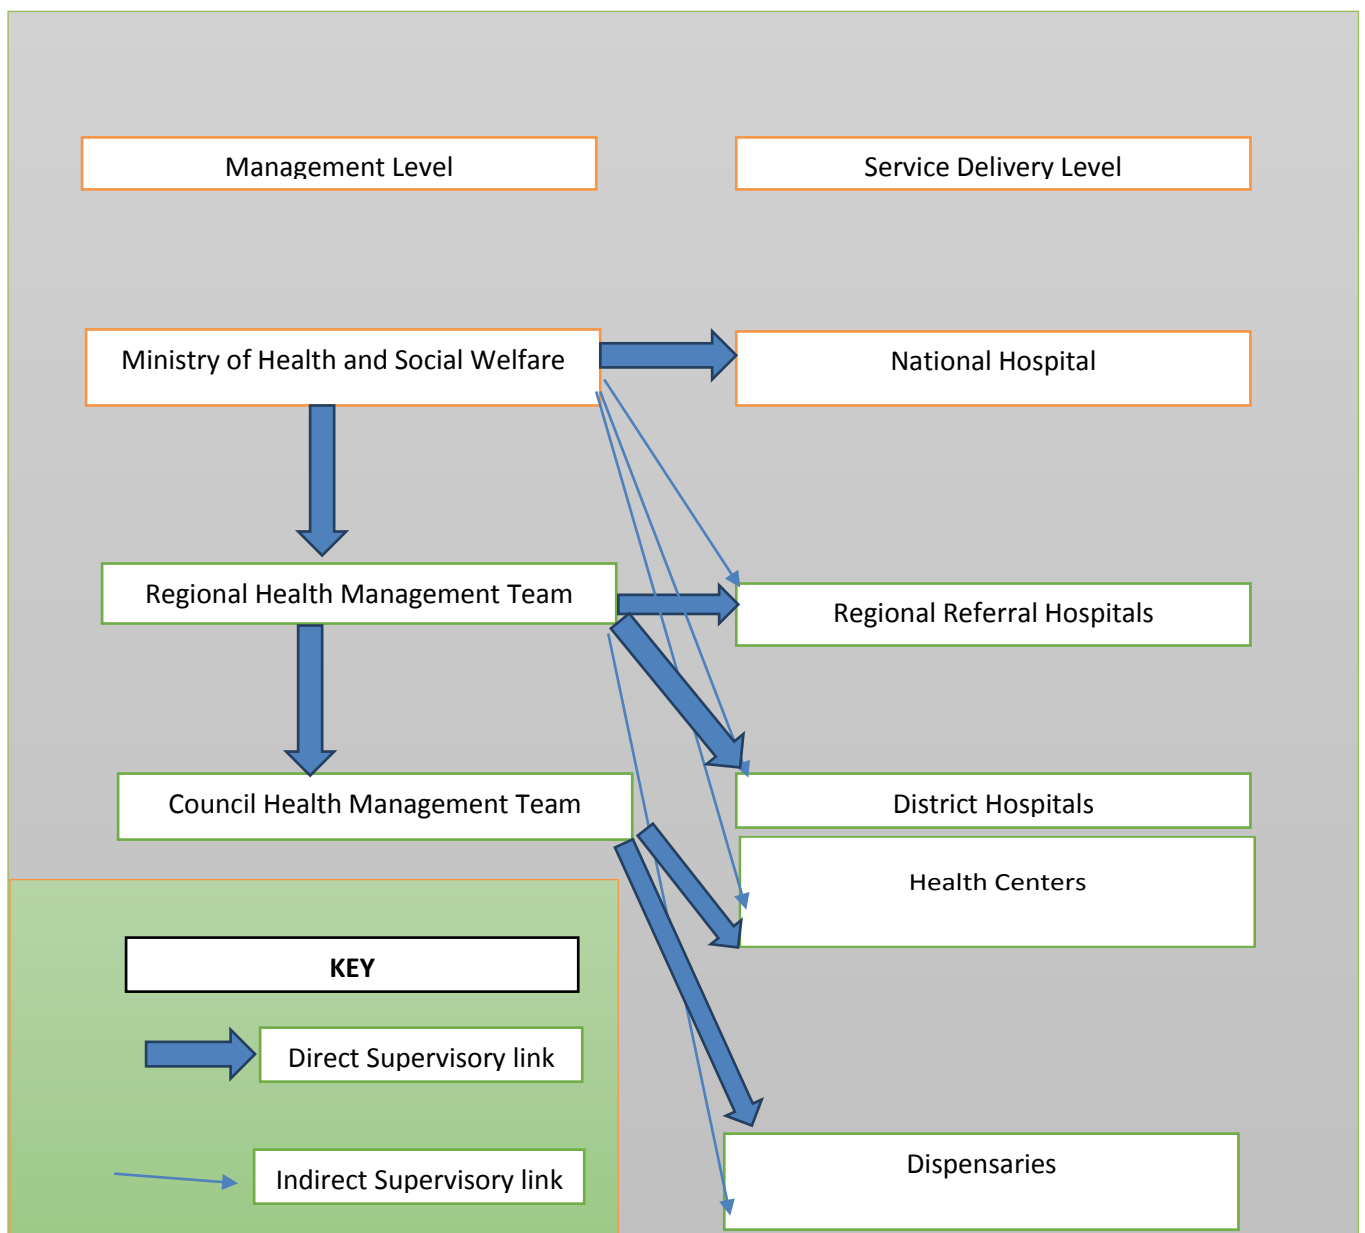 Management Level
Service Delivery Level
Ministry of Health and Social Welfare
National Hospital
Regional Health Management Team
Regional Referral Hospitals
Council Health Management Team
District Hospitals
Health Centers
KEY
Direct Supervisory link
Dispensaries
Indirect Supervisory link